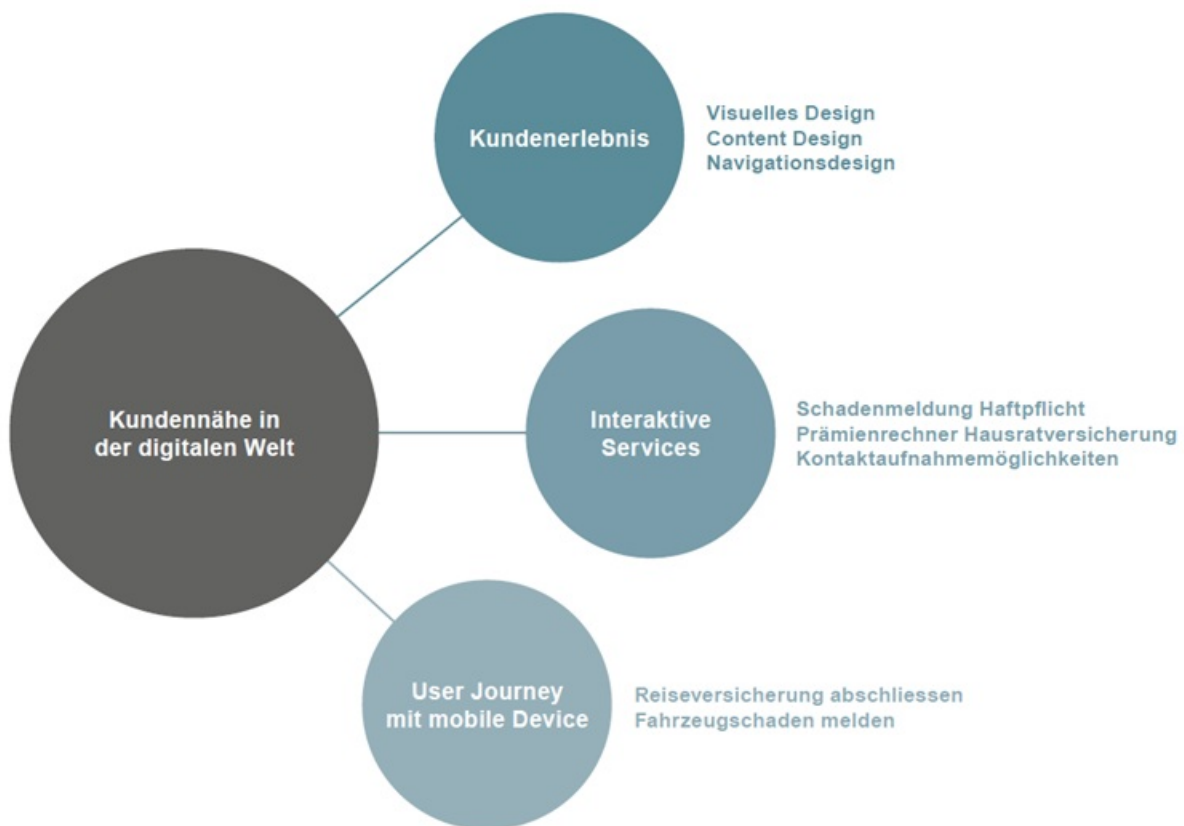 Kundenerlebnis
Visuelles Design
Content Design
Navigationsdesign
Kundennähe in
der digitalen Welt
Interaktive
Services
Schadenmeldung Haftpflicht
Prämienrechner Hausratversicherung
Kontaktaufnahmemöglichkeiten
User Journey
mit mobile Device
Reiseversicherung abschliessen
Fahrzeugschaden melden